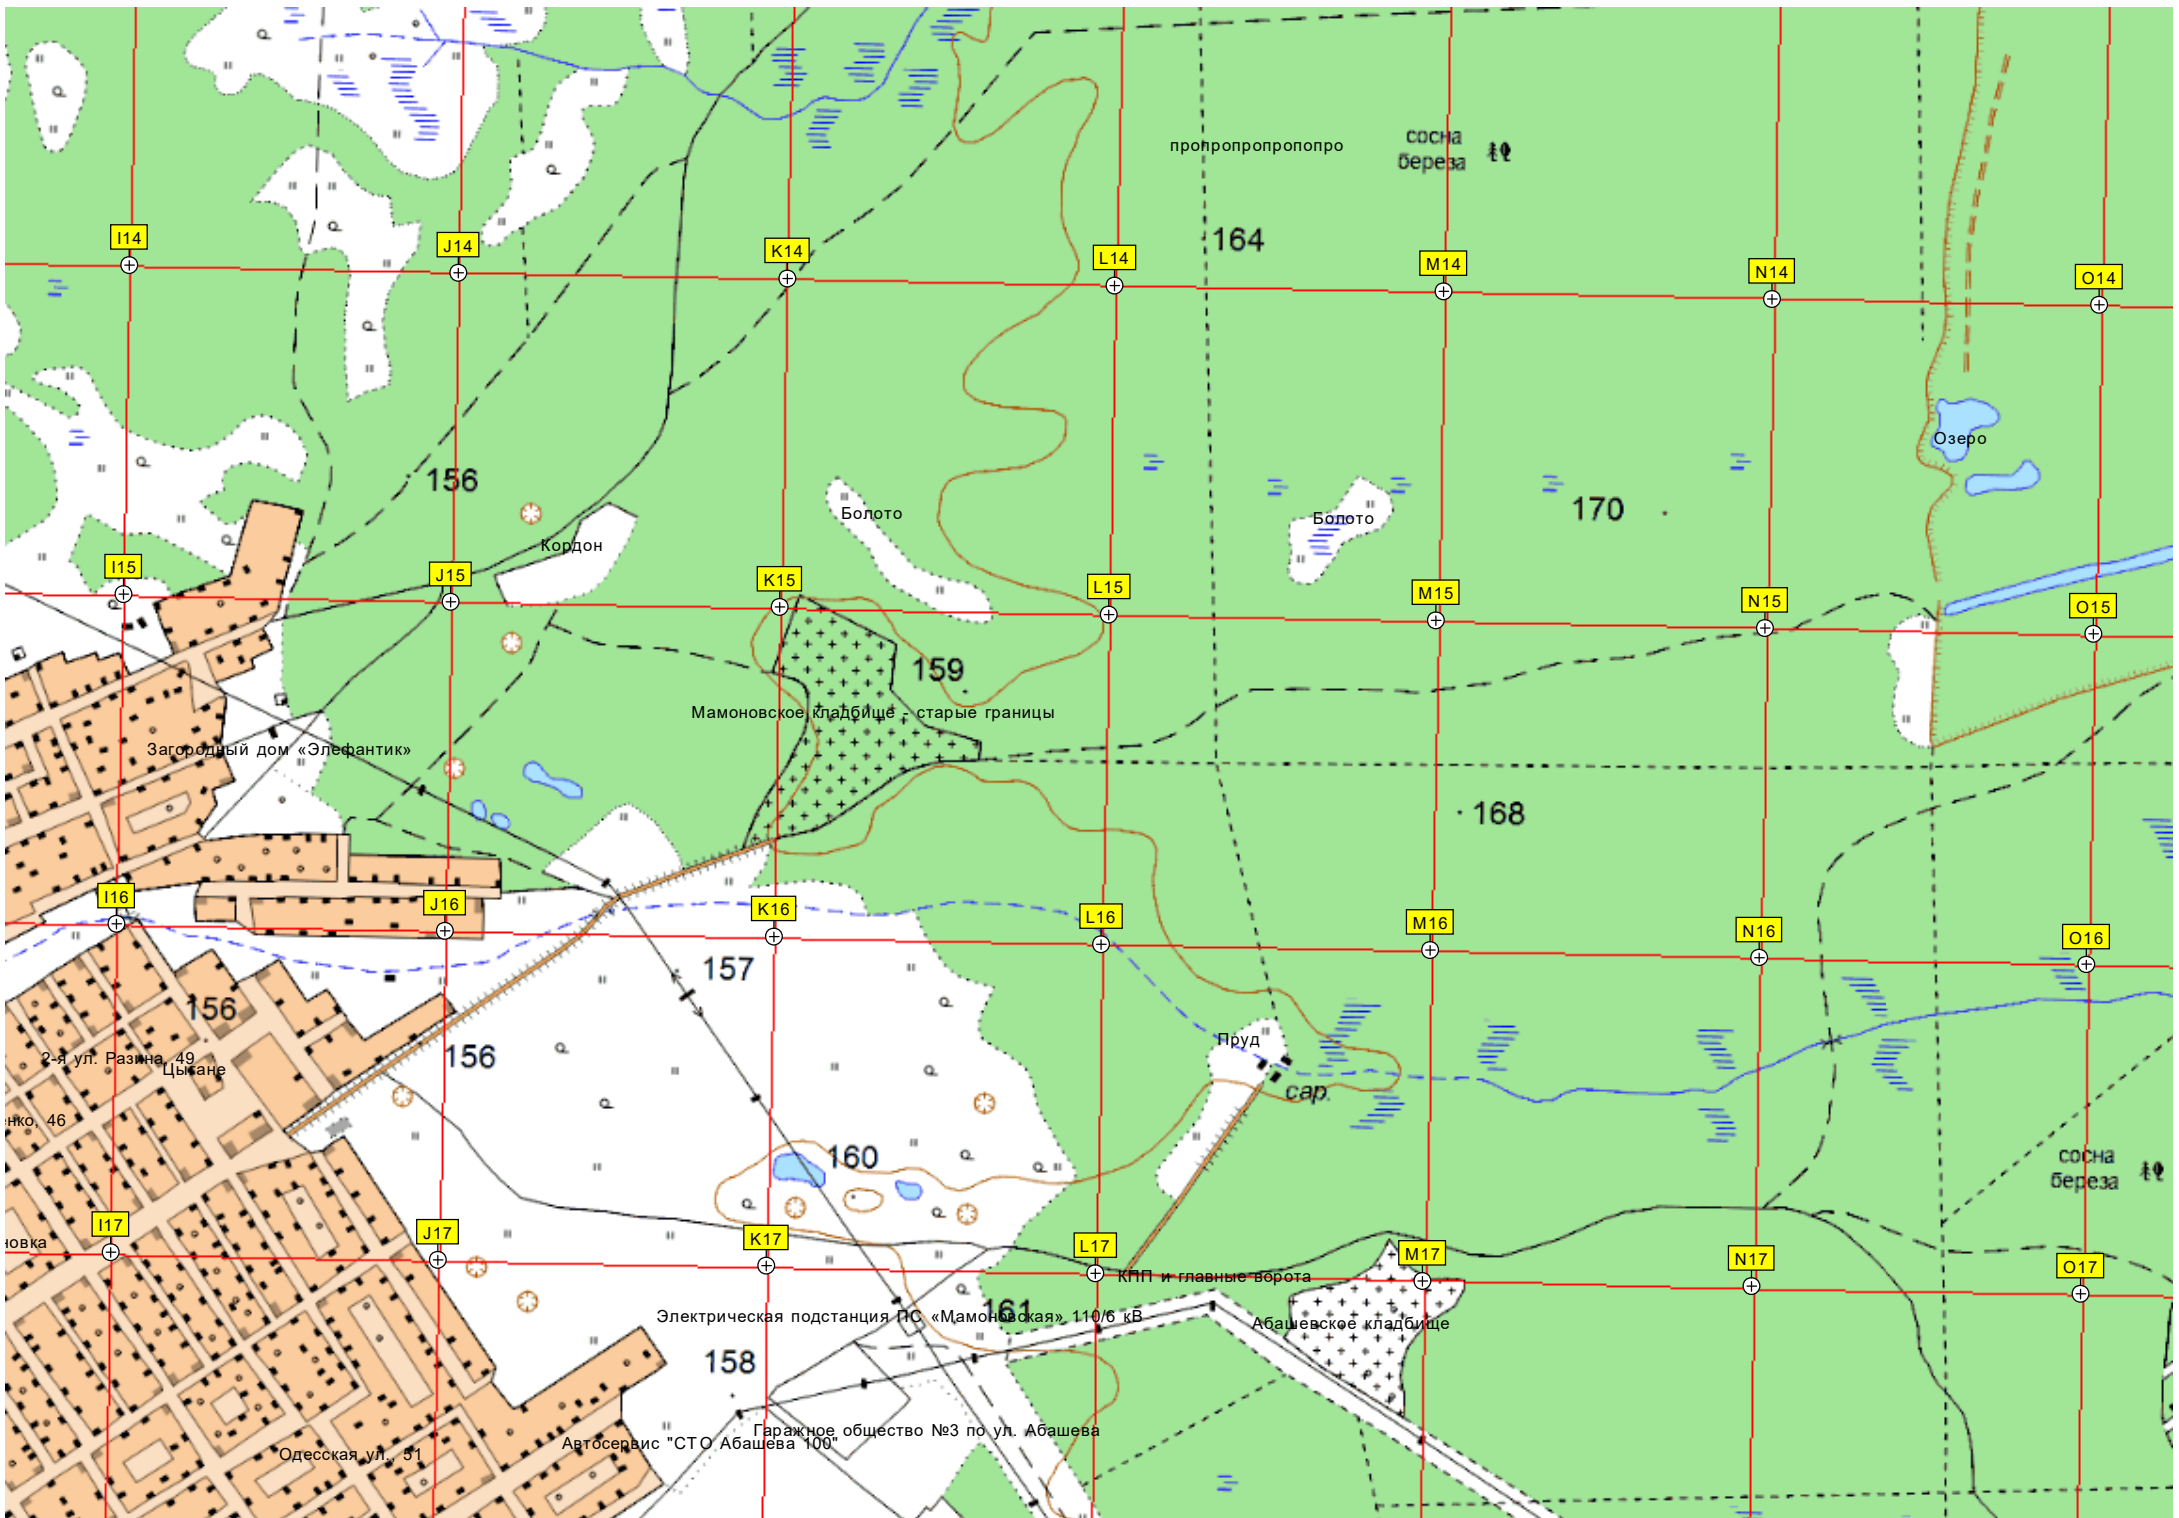 пропропропропопро
сосна
береза
164
I14
J14
K14
L14
M14
N14
O14
Озеро
156
170
Болото
Болото
Кордон
I15
J15
K15
L15
M15
N15
O15
159
Мамоновское кладбище - старые границы
Загородный дом «Элефантик»
168
I16
J16
K16
L16
M16
N16
O16
157
156
Пруд
2-я ул. Разина, 49
156
Цыгане
сар.
енко, 46
160
сосна
береза
I17
J17
K17
L17
M17
N17
O17
новка
КПП и главные ворота
161
Электрическая подстанция ПС «Мамоновская» 110/6 кВ
Абашевское кладбище
158
Гаражное общество №3 по ул. Абашева
Автосервис "СТО Абашева 100"
Одесская ул., 51